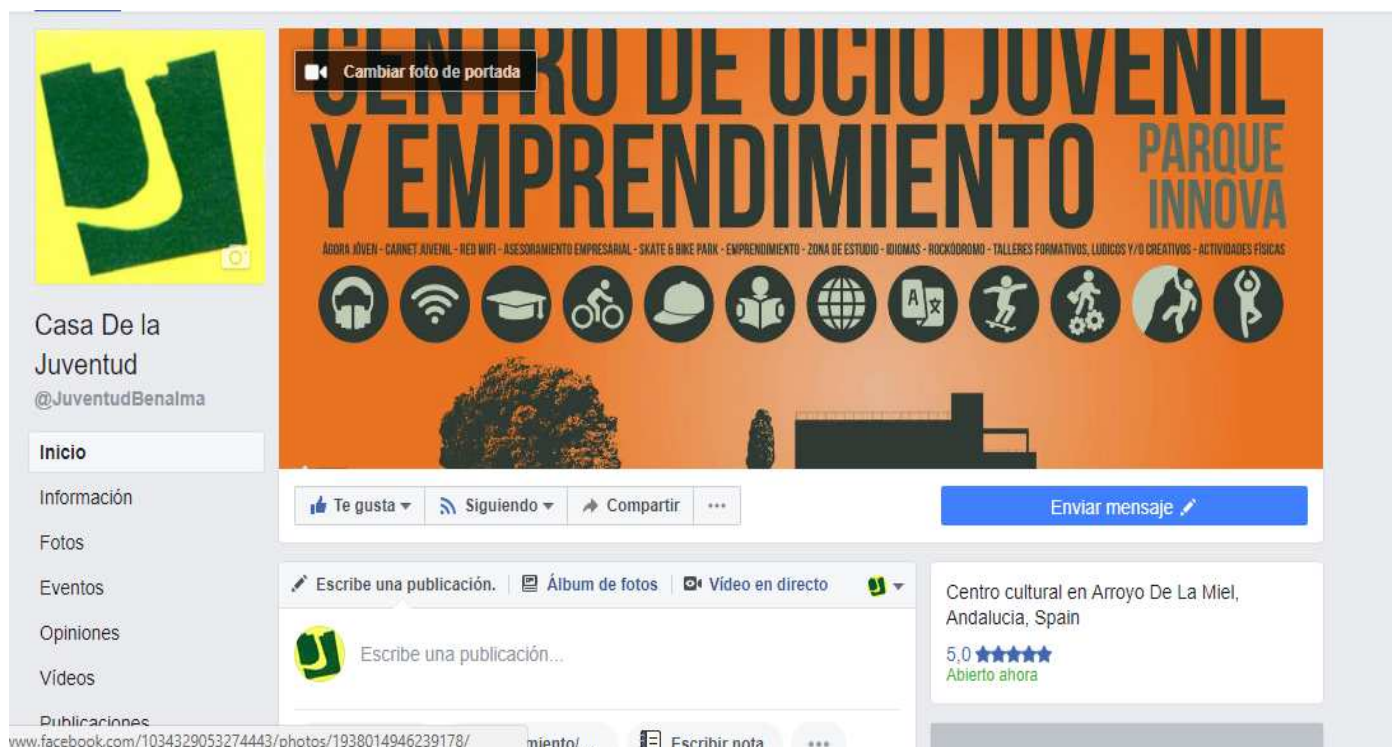 Cambiar foto de portada
CENTRO DE OCIO JUVENIL
Y EMPRENDIMIENTO
PARQUE
INNOVA
ÁGORA JÓVEN - CARNET JUVENIL - RED WIFI - ASESORAMIENTO EMPRESARIAL - SKATE & BIKE PARK - EMPRENDIMIENTO - ZONA DE ESTUDIO - IDIOMAS - ROCKÓDROMO - TALLERES FORMATIVOS, LUDICOS Y/O CREATIVOS - ACTIVIDADES FÍSICAS
A
Casa De la
Juventud
@JuventudBenalma
Inicio
Información
Fotos
Eventos
Opiniones
Vídeos
Publicaciones
Te gusta
Siguiendo
Compartir
Enviar mensaje
Escribe una publicación.
Álbum de fotos
Vídeo en directo
Escribe una publicación...
miento/...
Escribir nota
Centro cultural en Arroyo De La Miel,
Andalucia, Spain
5,0
Abierto ahora
www.facebook.com/1034329053274443/photos/1938014946239178/